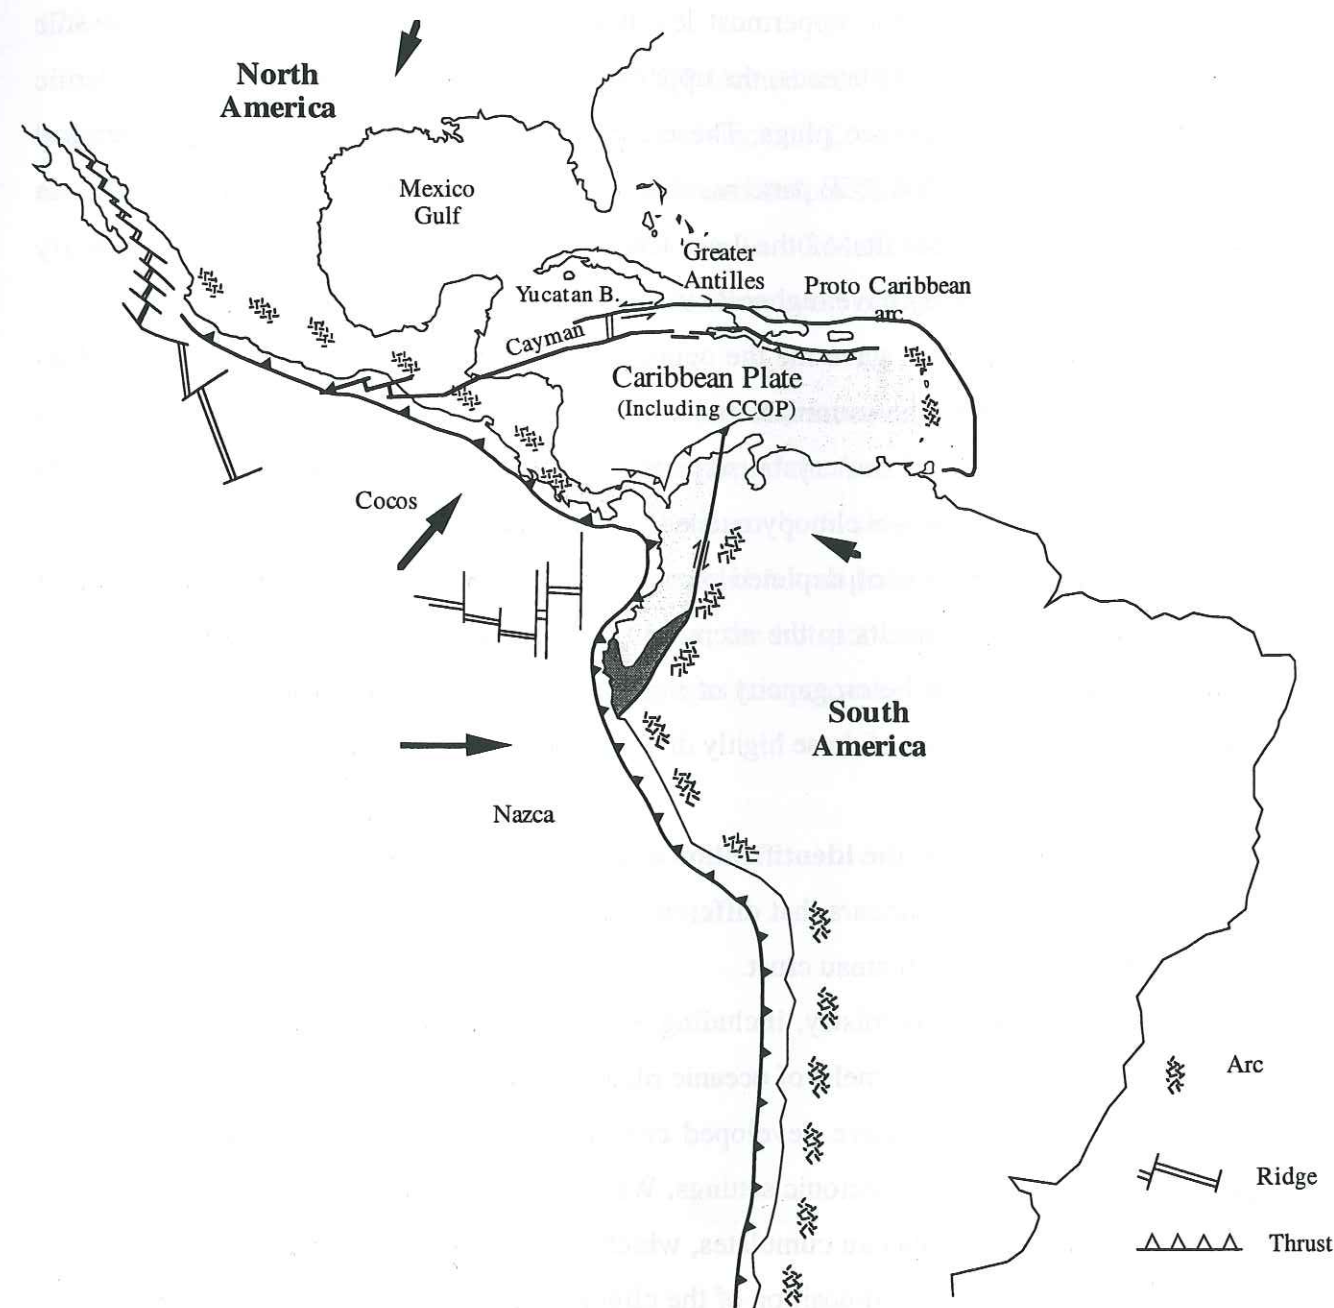 North
America
Mexico
Gulf
Greater
Antilles
Yucatan B.
Proto Caribbean
arc
Cayman
Caribbean Plate
(Including CCOP)
Cocos
South
America
Nazca
Arc
Ridge
Thrust